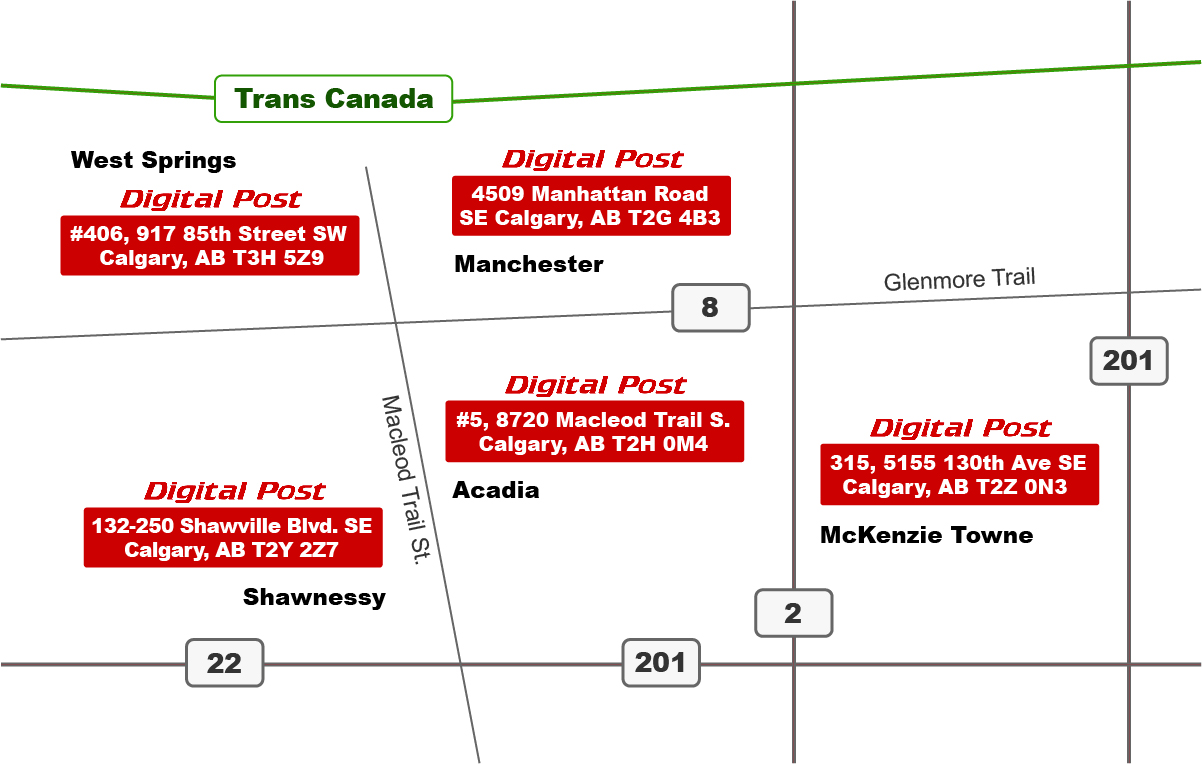 Trans Canada
West Springs
Digital Post
#406, 917 85th Street SW
Calgary, AB T3H 5Z9
Digital Post
4509 Manhattan Road
SE Calgary, AB T2G 4B3
Manchester
8
Glenmore Trail
201
Macleod Trail St.
Digital Post
#5, 8720 Macleod Trail S.
Calgary, AB T2H 0M4
Acadia
Digital Post
315, 5155 130th Ave SE
Calgary, AB T2Z 0N3
McKenzie Towne
Digital Post
132-250 Shawville Blvd. SE
Calgary, AB T2Y 2Z7
Shawnessy
2
22
201